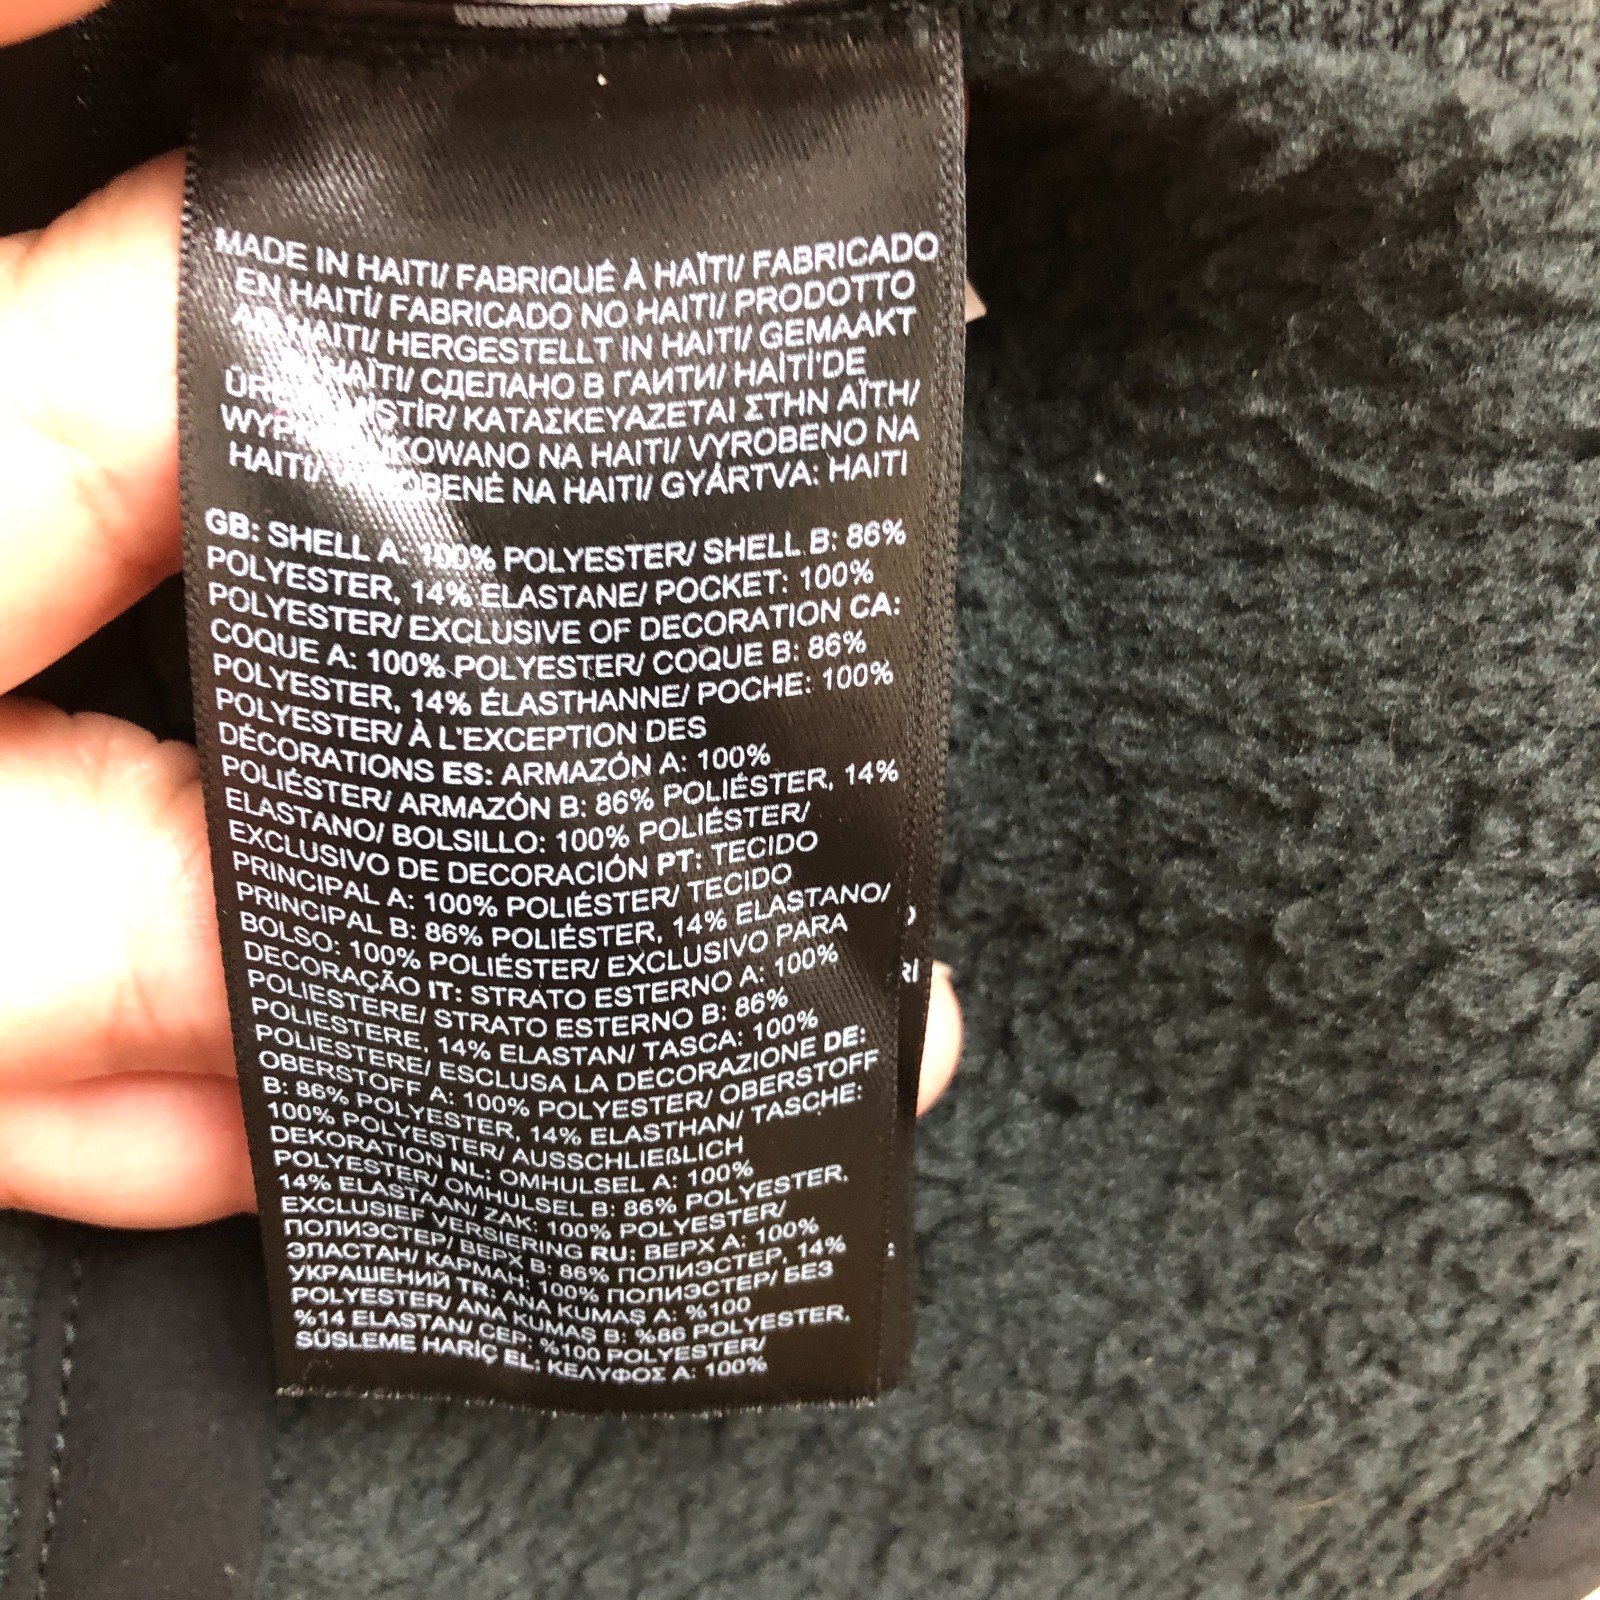 MADE IN HAITI/ FABRIQUÉ À HAÏTI/ FABRICADO
EN HAITÍ/ FABRICADO NO HAITI/ PRODOTTO
AD HAITI/ HERGESTELLT IN HAITI/ GEMAAKT
HAÏTI/ СДЕЛАНО В ГАИТИ/ HAİTİ'DE
ΚΑΤΑΣΚΕΥΑΖΕΤΑΙ ΣΤΗΝ ΑΪΤΗ/
NA HAITI/ VYROBENO NA
HAITI/ NA HAITI/ GYÁRTVA: HAITI
GB: SHELL A: 100% POLYESTER/ SHELL B: 86%
POLYESTER, 14% ELASTANE/ POCKET: 100%
POLYESTER/ EXCLUSIVE OF DECORATION CA:
COQUE A: 100% POLYESTER/ COQUE B: 86%
POLYESTER, 14% ÉLASTHANNE/ POCHE: 100%
POLYESTER/ À L'EXCEPTION DES
DÉCORATIONS ES: ARMAZÓN A: 100%
POLIÉSTER/ ARMAZÓN B: 86% POLIÉSTER, 14%
ELASTANO/ BOLSILLO: 100% POLIÉSTER/
EXCLUSIVO DE DECORACIÓN PT: TECIDO
PRINCIPAL A: 100% POLIÉSTER/ TECIDO
PRINCIPAL B: 86% POLIÉSTER, 14% ELASTANO/
BOLSO: 100% POLIÉSTER/ EXCLUSIVO PARA
DECORAÇÃO IT: STRATO ESTERNO A: 100%
POLIESTERE/ STRATO ESTERNO B: 86%
POLIESTERE, 14% ELASTAN/ TASCA: 100%
POLIESTERE/ ESCLUSA LA DECORAZIONE DE:
OBERSTOFF A: 100% POLYESTER/ OBERSTOFF
B: 86% POLYESTER, 14% ELASTHAN/ TASCHE:
100% POLYESTER/ AUSSCHLIEßLICH
DEKORATION NL: OMHULSEL A: 100%
POLYESTER/ OMHULSEL B: 86% POLYESTER,
14% ELASTAAN/ ZAK: 100% POLYESTER/
EXCLUSIEF VERSIERING RU: ВЕРХ A: 100%
ПОЛИЭСТЕР/ ВЕРХ B: 86% ПОЛИЭСТЕР, 14%
ЭЛАСТАН/ КАРМАН: 100% ПОЛИЭСТЕР/ БЕЗ
УКРАШЕНИЙ TR: ANA KUMAŞ A: %100
POLYESTER/ ANA KUMAŞ B: %86 POLYESTER,
%14 ELASTAN/ CEP: %100 POLYESTER/
SÜSLEME HARİÇ EL: ΚΕΛΥΦΟΣ A: 100%